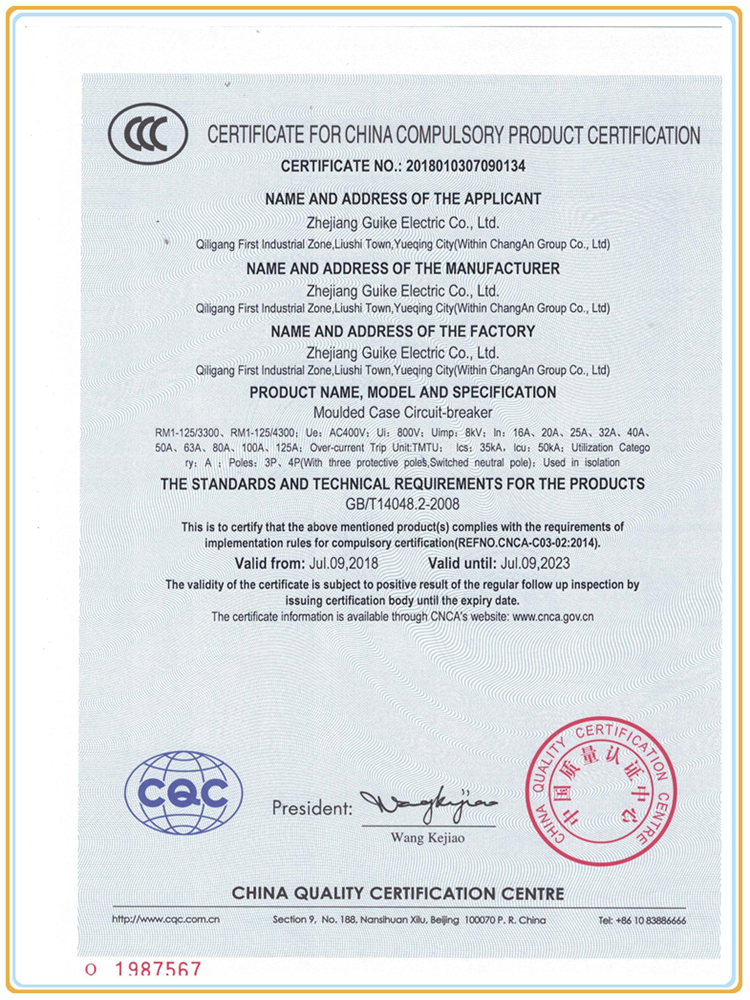 CCC
CERTIFICATE FOR CHINA COMPULSORY PRODUCT CERTIFICATION
CERTIFICATE NO.: 2018010307090134
NAME AND ADDRESS OF THE APPLICANT
Zhejiang Guike Electric Co., Ltd.
Qiligang First Industrial Zone,Liushi Town,Yueqing City(Within ChangAn Group Co., Ltd)
NAME AND ADDRESS OF THE MANUFACTURER
Zhejiang Guike Electric Co., Ltd.
Qiligang First Industrial Zone,Liushi Town,Yueqing City(Within ChangAn Group Co., Ltd)
NAME AND ADDRESS OF THE FACTORY
Zhejiang Guike Electric Co., Ltd.
Qiligang First Industrial Zone,Liushi Town,Yueqing City(Within ChangAn Group Co., Ltd)
PRODUCT NAME, MODEL AND SPECIFICATION
Moulded Case Circuit-breaker
RM1-125/3300、RM1-125/4300; Ue: AC400V; Ui: 800V; Uimp: 8kV; In: 16A、20A、25A、32A、40A、
50A、63A、80A、100A、125A; Over-current Trip Unit:TMTU; Ics: 35kA, Icu: 50kA; Utilization Catego
ry: A ; Poles: 3P、4P(With three protective poles,Switched neutral pole); Used in isolation
THE STANDARDS AND TECHNICAL REQUIREMENTS FOR THE PRODUCTS
GB/T14048.2-2008
This is to certify that the above mentioned product(s) complies with the requirements of
implementation rules for compulsory certification(REFNO.CNCA-C03-02:2014).
Valid from: Jul.09,2018 Valid until: Jul.09,2023
The validity of the certificate is subject to positive result of the regular follow up inspection by
issuing certification body until the expiry date.
The certificate information is available through CNCA's website: www.cnca.gov.cn
CHINA QUALITY CERTIFICATION CENTRE
中国质量认证中心
CQC
President: Wangkejiao
Wang Kejiao
CHINA QUALITY CERTIFICATION CENTRE
http://www.cqc.com.cn Section 9, No. 188, Nansihuan Xilu, Beijing 100070 P. R. China Tel: +86 10 83886666
O 1987567